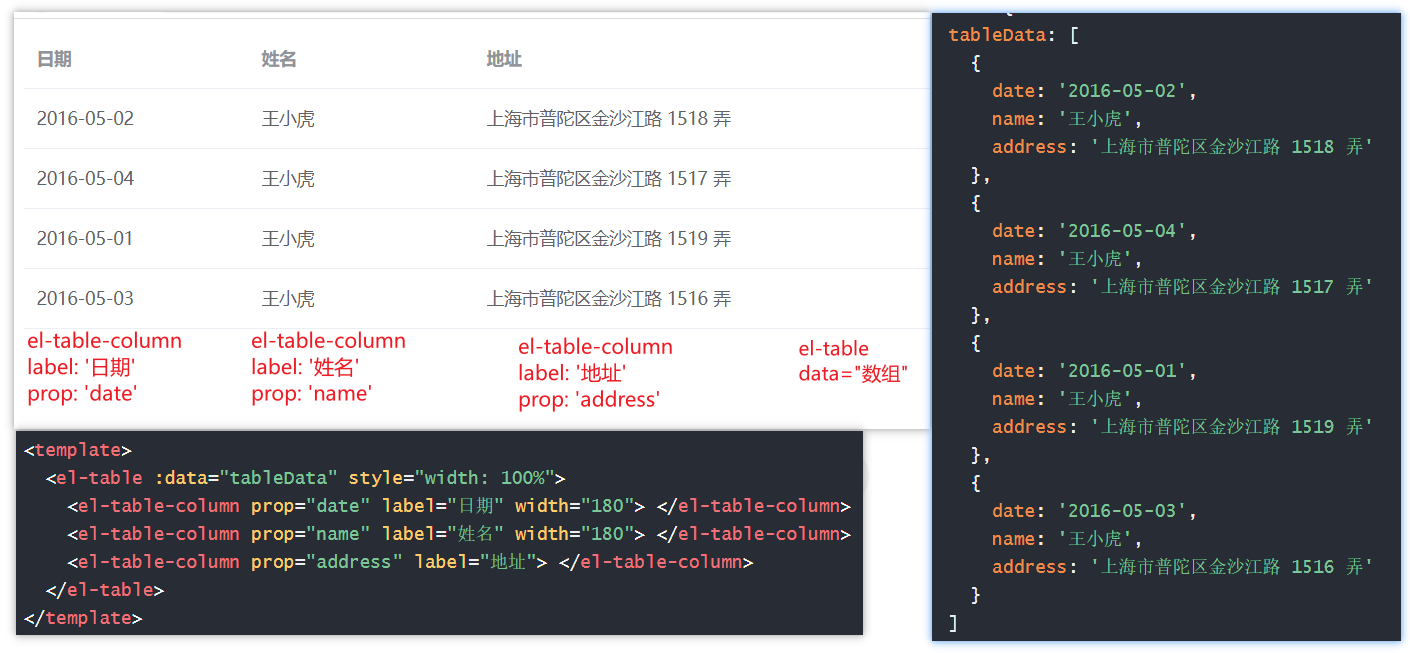 日期 姓名 地址
2016-05-02 王小虎 上海市普陀区金沙江路 1518 弄
2016-05-04 王小虎 上海市普陀区金沙江路 1517 弄
2016-05-01 王小虎 上海市普陀区金沙江路 1519 弄
2016-05-03 王小虎 上海市普陀区金沙江路 1516 弄
el-table-column
label: '日期'
prop: 'date'
el-table-column
label: '姓名'
prop: 'name'
el-table-column
label: '地址'
prop: 'address'
el-table
data="数组"
<template>
<el-table :data="tableData" style="width: 100%">
<el-table-column prop="date" label="日期" width="180"> </el-table-column>
<el-table-column prop="name" label="姓名" width="180"> </el-table-column>
<el-table-column prop="address" label="地址"> </el-table-column>
</el-table>
</template>
tableData: [
{
date: '2016-05-02',
name: '王小虎',
address: '上海市普陀区金沙江路 1518 弄'
},
{
date: '2016-05-04',
name: '王小虎',
address: '上海市普陀区金沙江路 1517 弄'
},
{
date: '2016-05-01',
name: '王小虎',
address: '上海市普陀区金沙江路 1519 弄'
},
{
date: '2016-05-03',
name: '王小虎',
address: '上海市普陀区金沙江路 1516 弄'
}
]